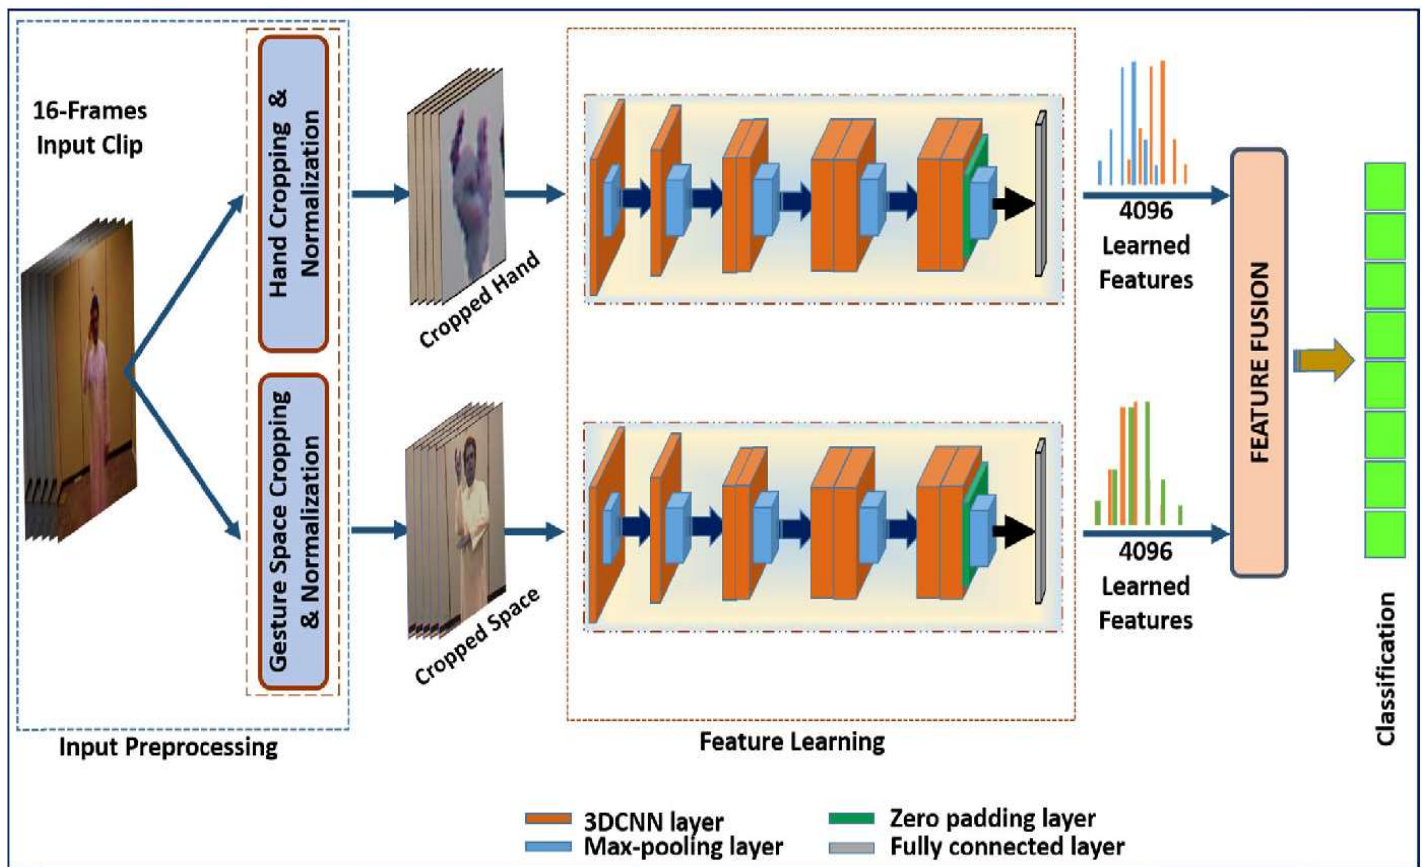 16-Frames
Input Clip
Hand Cropping &
Normalization
Gesture Space Cropping
& Normalization
Input Preprocessing
Cropped Hand
Cropped Space
Feature Learning
4096
Learned
Features
4096
Learned
Features
FEATURE FUSION
Classification
3DCNN layer
Max-pooling layer
Zero padding layer
Fully connected layer